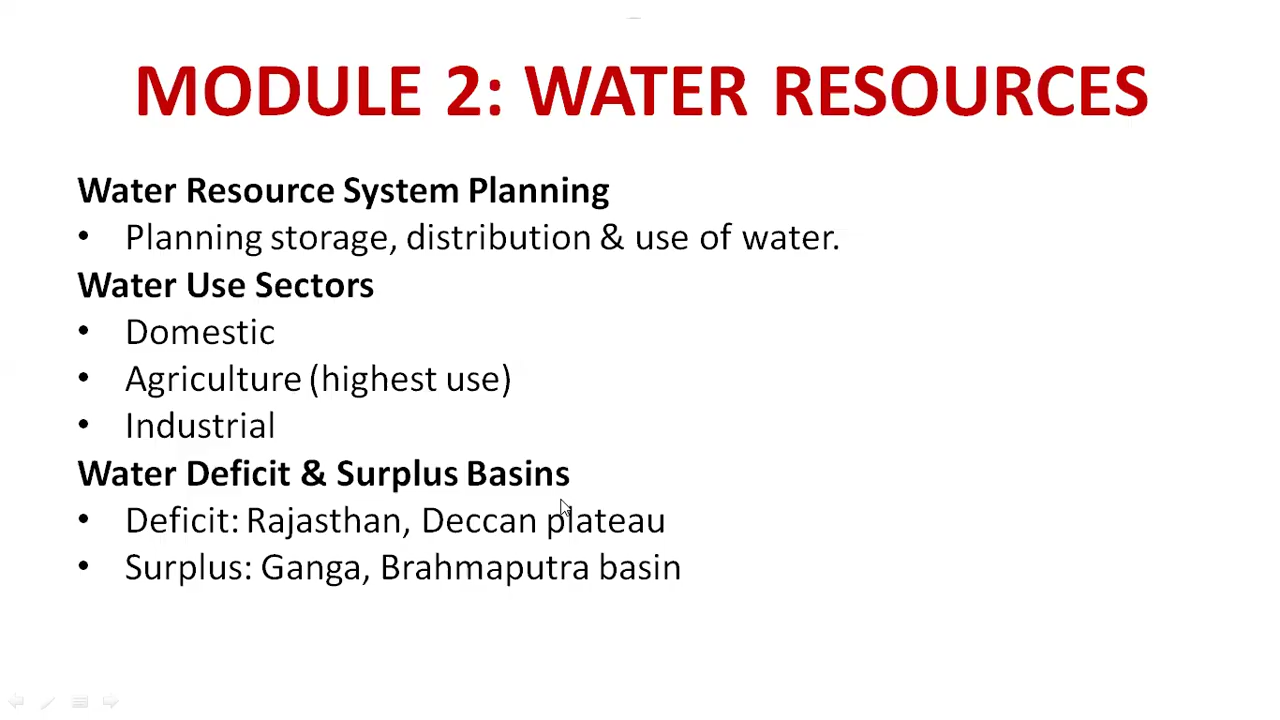 MODULE 2: WATER RESOURCES
Water Resource System Planning
• Planning storage, distribution & use of water.
Water Use Sectors
• Domestic
• Agriculture (highest use)
• Industrial
Water Deficit & Surplus Basins
• Deficit: Rajasthan, Deccan plateau
• Surplus: Ganga, Brahmaputra basin